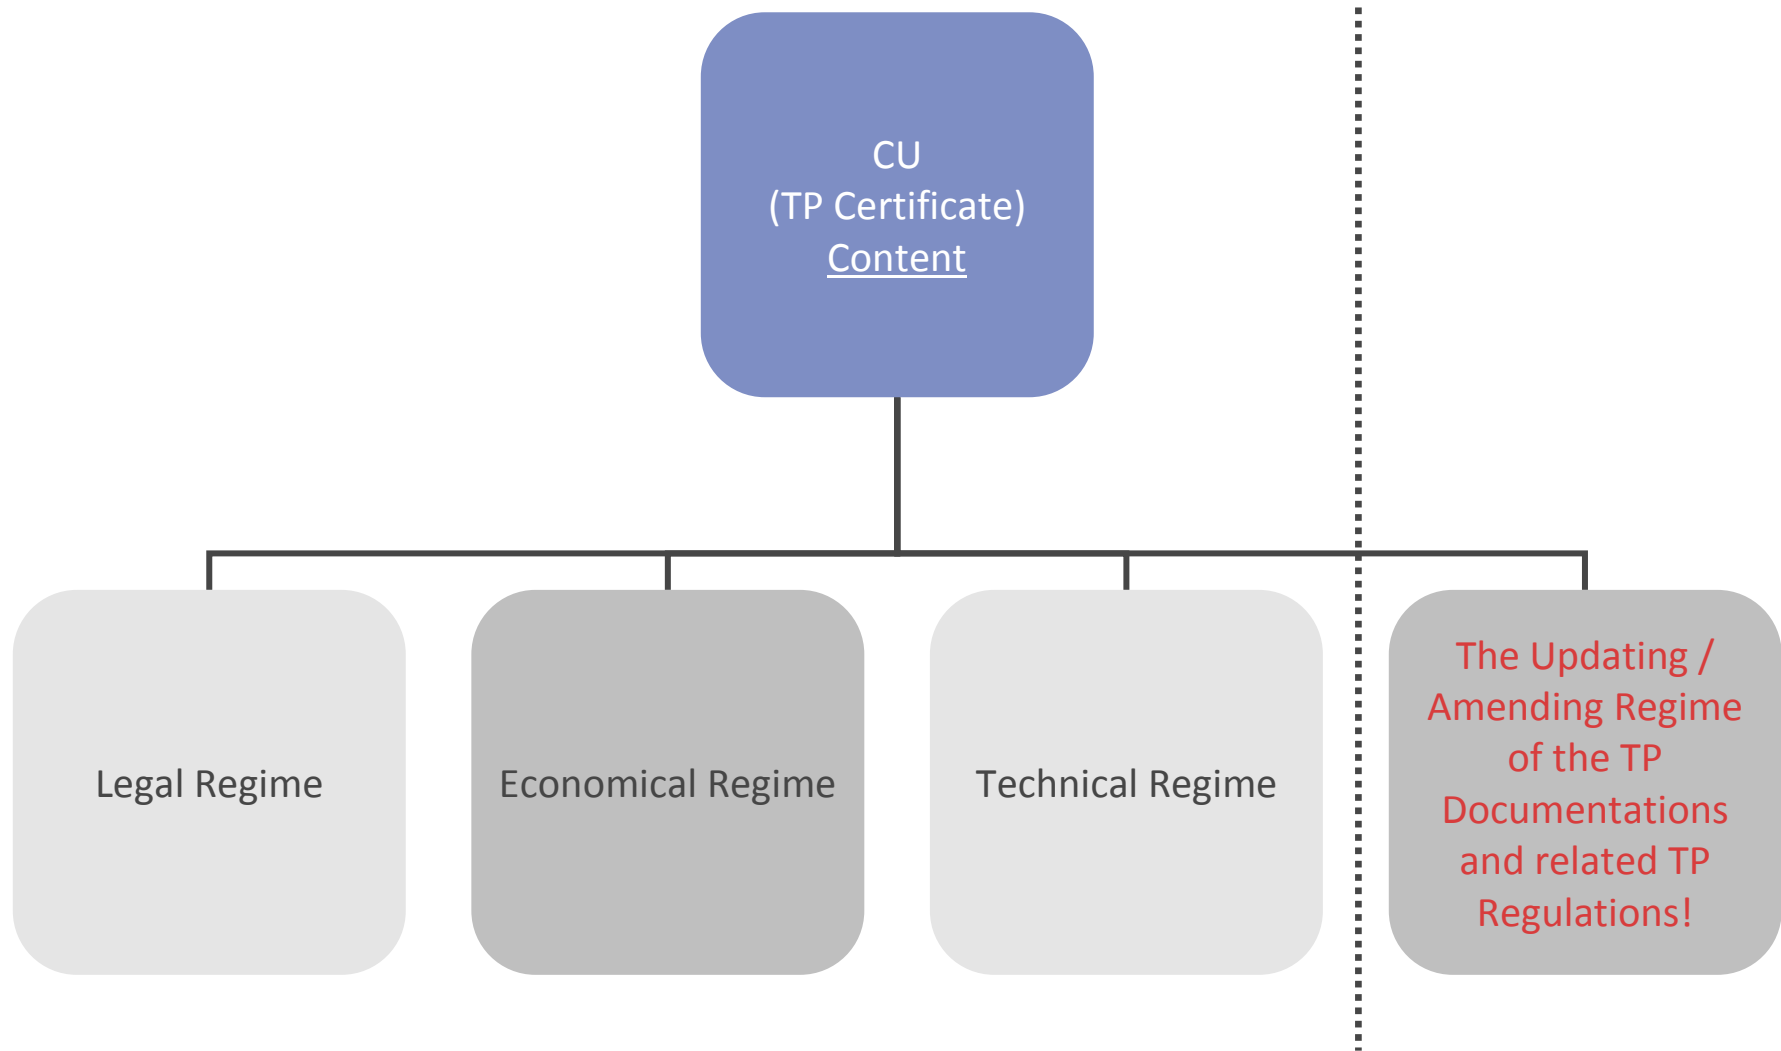 CU
(TP Certificate)
Content
Legal Regime
Economical Regime
Technical Regime
The Updating /
Amending Regime
of the TP
Documentations
and related TP
Regulations!